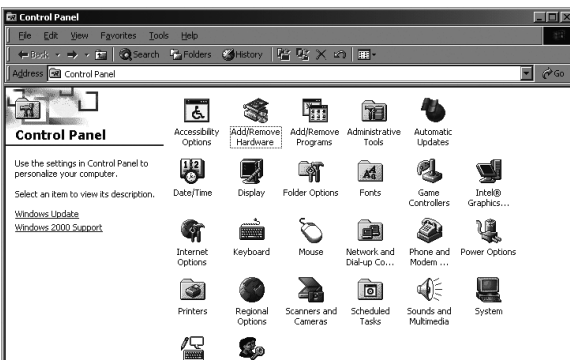 Control Panel
File Edit View Favorites Tools Help
Back Search Folders History
Address Control Panel Go
Control Panel
Use the settings in Control Panel to
personalize your computer.
Select an item to view its description.
Windows Update
Windows 2000 Support
Accessibility
Options
Add/Remove
Hardware
Add/Remove
Programs
Administrative
Tools
Automatic
Updates
Date/Time
Display
Folder Options
Fonts
Game
Controllers
Intel®
Graphics...
Internet
Options
Keyboard
Mouse
Network and
Dial-up Co...
Phone and
Modem ...
Power Options
Printers
Regional
Options
Scanners and
Cameras
Scheduled
Tasks
Sounds and
Multimedia
System